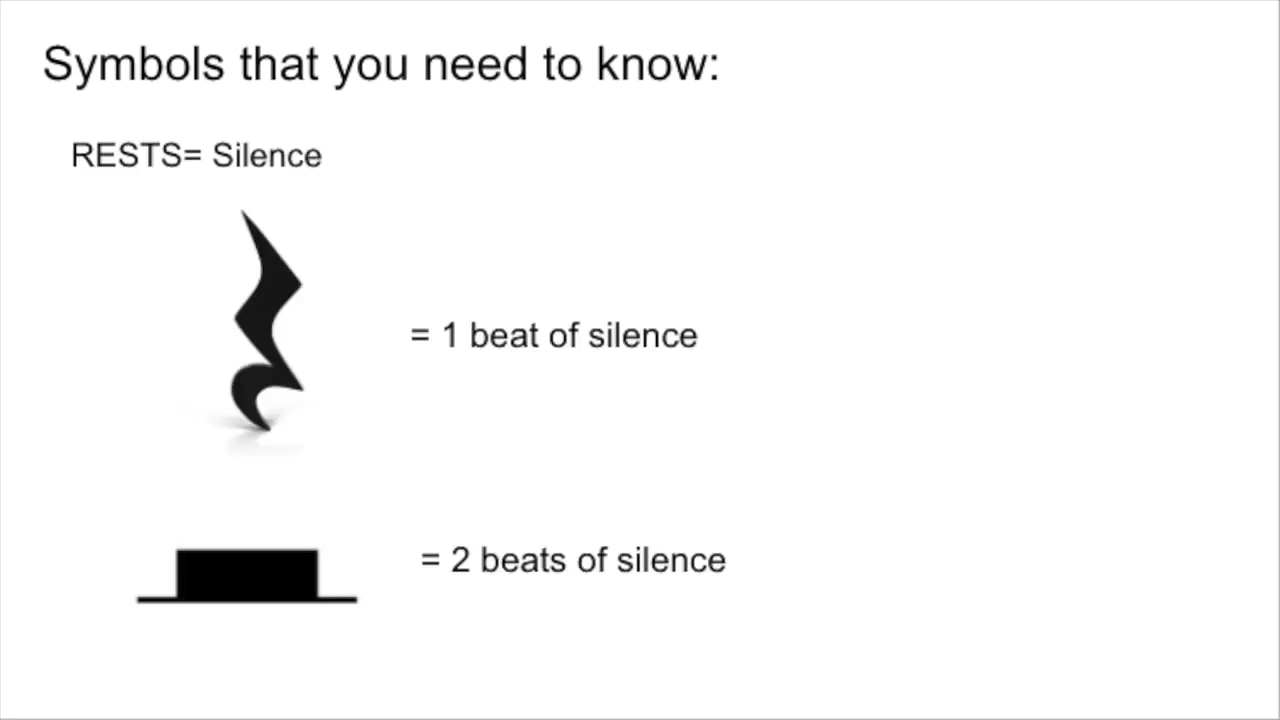 Symbols that you need to know:
RESTS= Silence
= 1 beat of silence
= 2 beats of silence